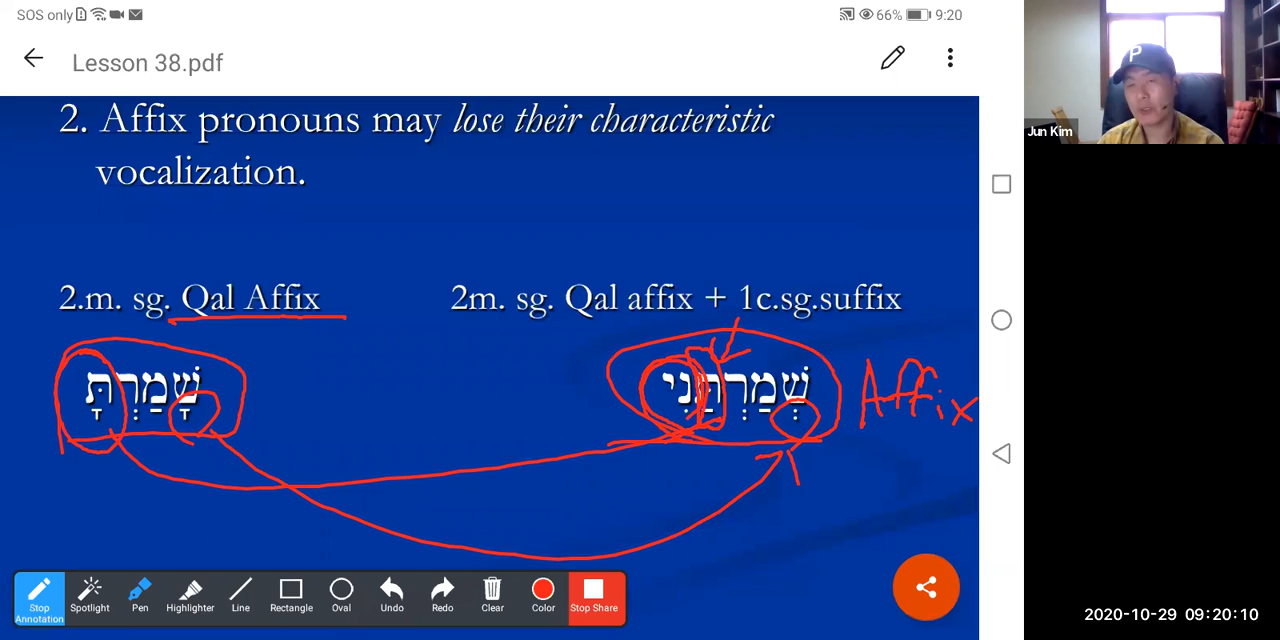 SOS only 66% 9:20
Lesson 38.pdf
2. Affix pronouns may lose their characteristic
vocalization.
2.m. sg. Qal Affix 2m. sg. Qal affix + 1c.sg.suffix
שָׁמַרְתָּ שְׁמַרְתַּנִי Affix
Stop Annotation Spotlight Pen Highlighter Line Rectangle Oval Undo Redo Clear Color Stop Share
P
Jun Kim
2020-10-29 09:20:10